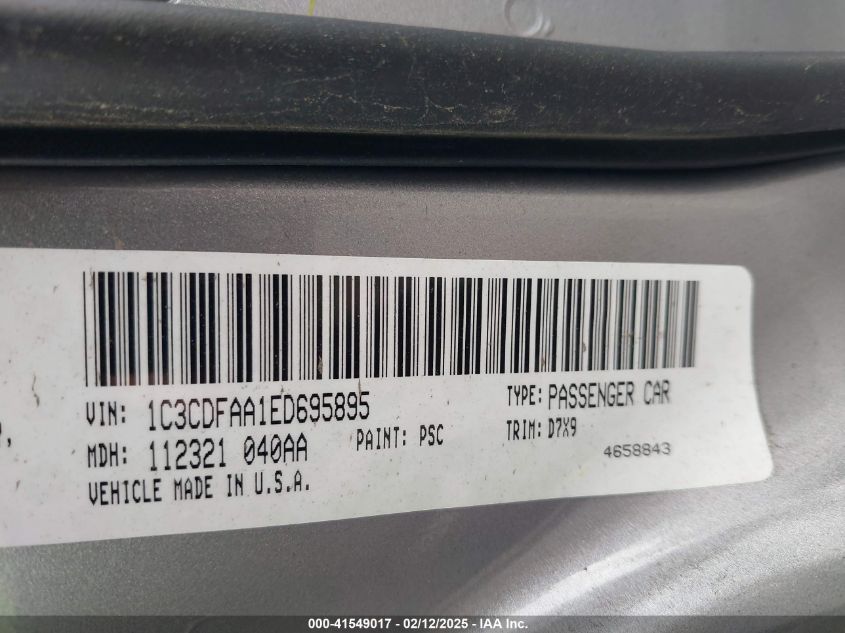 VIN: 1C3CDFAA1ED695895
TYPE: PASSENGER CAR
MDH: 112321 040AA
PAINT: PSC
TRIM: D7X9
VEHICLE MADE IN U.S.A.
4658843
000-41549017 - 02/12/2025 - IAA Inc.